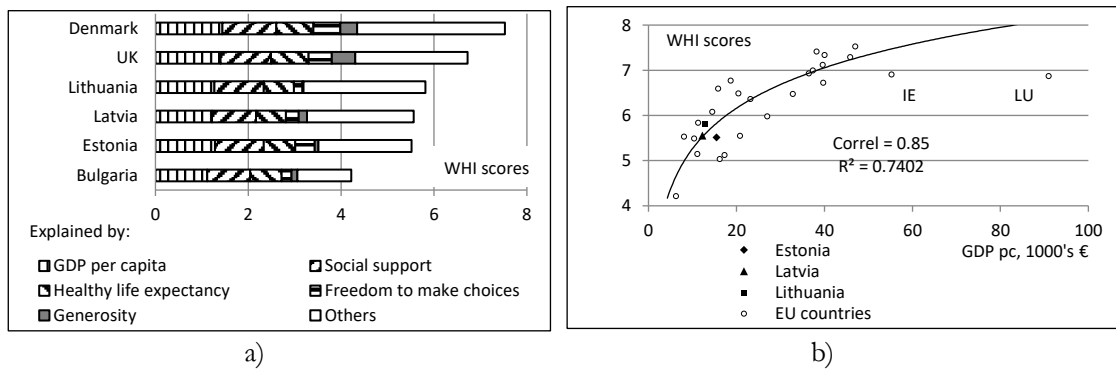 Denmark
UK
Lithuania
Latvia
Estonia
Bulgaria
WHI scores
0 2 4 6 8
Explained by:
GDP per capita Social support
Healthy life expectancy Freedom to make choices
Generosity Others
a)
8
7
6
5
4
WHI scores
IE LU
Correl = 0.85
R² = 0.7402
0 20 40 60 80 100
GDP pc, 1000's €
Estonia
Latvia
Lithuania
EU countries
b)